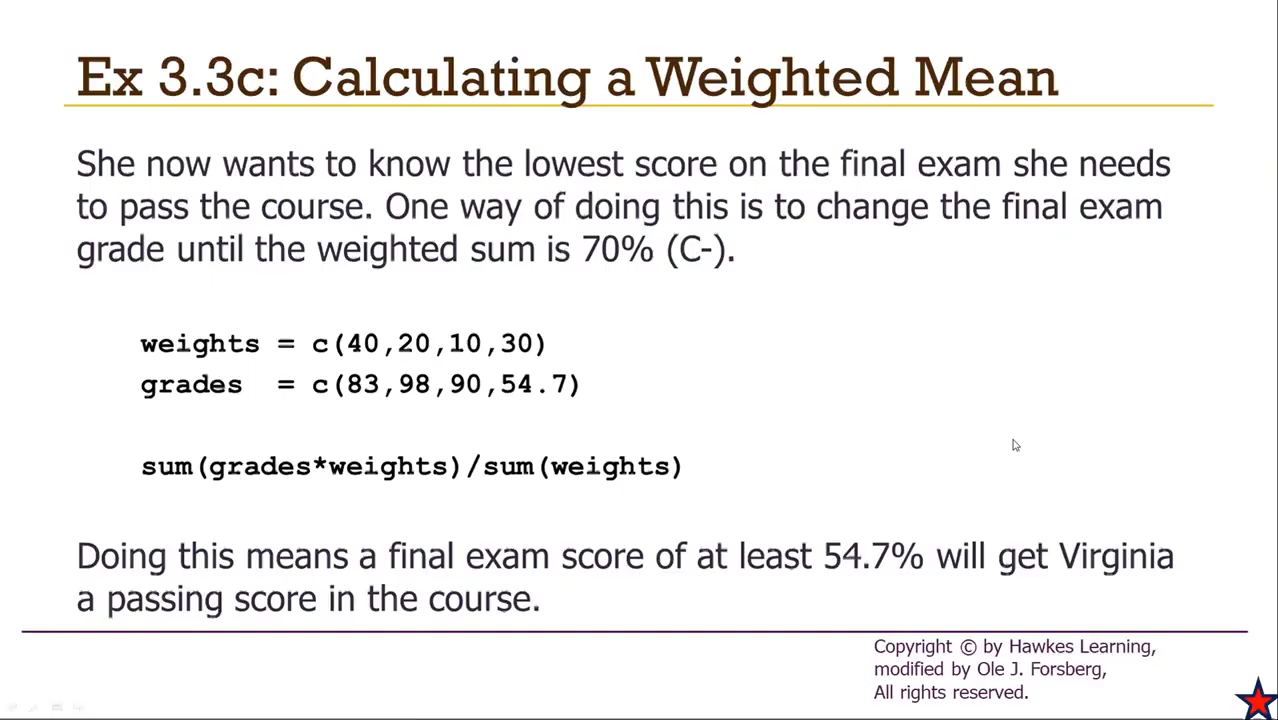 Ex 3.3c: Calculating a Weighted Mean
She now wants to know the lowest score on the final exam she needs
to pass the course. One way of doing this is to change the final exam
grade until the weighted sum is 70% (C-).
weights = c(40,20,10,30)
grades  = c(83,98,90,54.7)
sum(grades*weights)/sum(weights)
Doing this means a final exam score of at least 54.7% will get Virginia
a passing score in the course.
Copyright © by Hawkes Learning,
modified by Ole J. Forsberg,
All rights reserved.